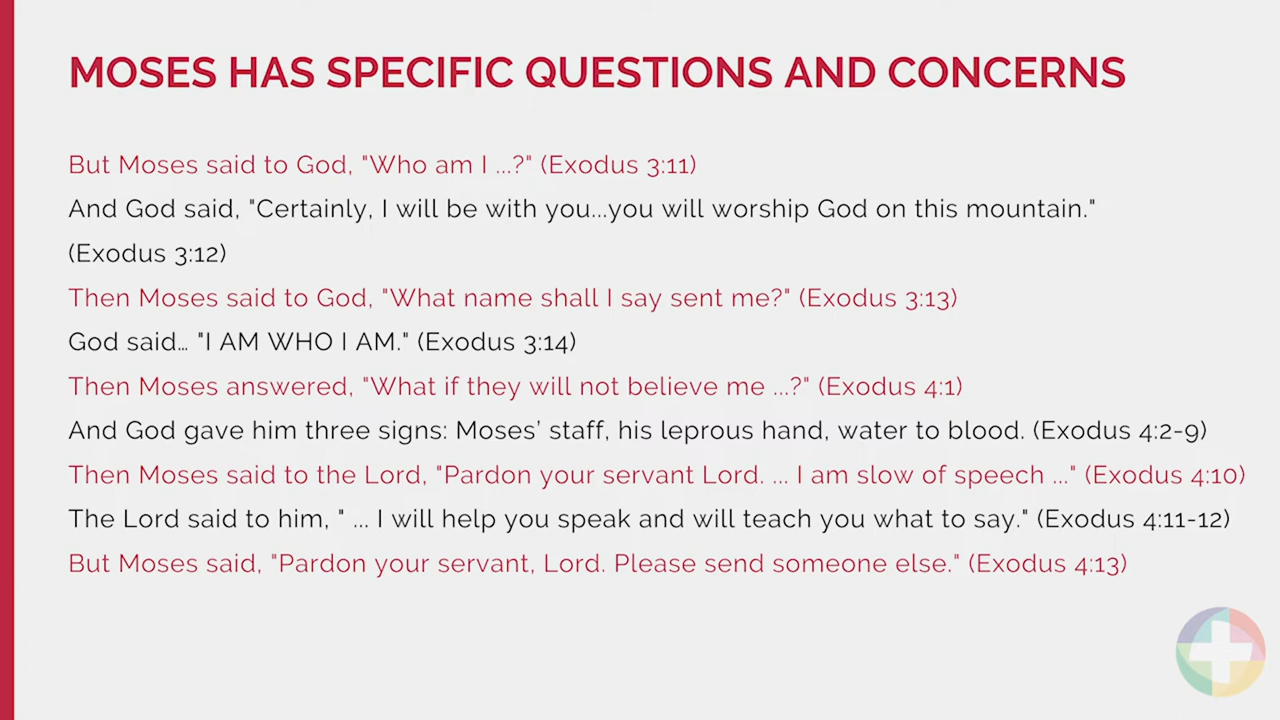 MOSES HAS SPECIFIC QUESTIONS AND CONCERNS
But Moses said to God, "Who am I ...?" (Exodus 3:11)
And God said, "Certainly, I will be with you...you will worship God on this mountain."
(Exodus 3:12)
Then Moses said to God, "What name shall I say sent me?" (Exodus 3:13)
God said… "I AM WHO I AM." (Exodus 3:14)
Then Moses answered, "What if they will not believe me ...?" (Exodus 4:1)
And God gave him three signs: Moses’ staff, his leprous hand, water to blood. (Exodus 4:2-9)
Then Moses said to the Lord, "Pardon your servant Lord. ... I am slow of speech ..." (Exodus 4:10)
The Lord said to him, " ... I will help you speak and will teach you what to say." (Exodus 4:11-12)
But Moses said, "Pardon your servant, Lord. Please send someone else." (Exodus 4:13)